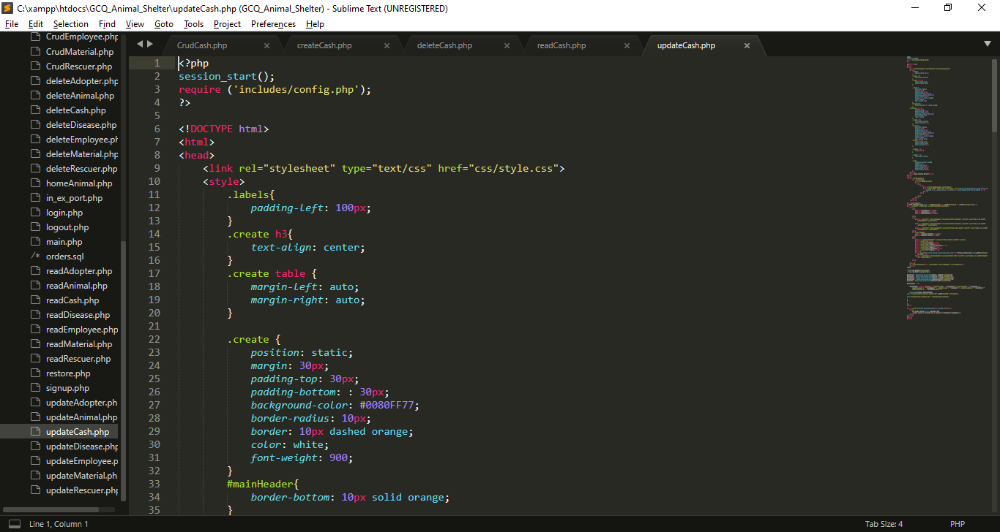 C:\xampp\htdocs\GCQ_Animal_Shelter\updateCash.php (GCQ_Animal_Shelter) - Sublime Text (UNREGISTERED)
File Edit Selection Find View Goto Tools Project Preferences Help
CrudCash.php createCash.php deleteCash.php readCash.php updateCash.php
CrudEmployee.php
CrudMaterial.php
CrudRescuer.php
deleteAdopter.php
deleteAnimal.php
deleteCash.php
deleteDisease.php
deleteEmployee.ph
deleteMaterial.php
deleteRescuer.php
homeAnimal.php
in_ex_port.php
login.php
logout.php
main.php
/* orders.sql
readAdopter.php
readAnimal.php
readCash.php
readDisease.php
readEmployee.php
readMaterial.php
readRescuer.php
restore.php
signup.php
updateAdopter.ph
updateAnimal.php
updateCash.php
updateDisease.php
updateEmployee.p
updateMaterial.ph
updateRescuer.php
1 <?php
2 session_start();
3 require ('includes/config.php');
4 ?>
5
6 <!DOCTYPE html>
7 <html>
8 <head>
9 <link rel="stylesheet" type="text/css" href="css/style.css">
10 <style>
11 .labels{
12 padding-left: 100px;
13 }
14 .create h3{
15 text-align: center;
16 }
17 .create table {
18 margin-left: auto;
19 margin-right: auto;
20 }
21
22 .create {
23 position: static;
24 margin: 30px;
25 padding-top: 30px;
26 padding-bottom: : 30px;
27 background-color: #0080FF77;
28 border-radius: 10px;
29 border: 10px dashed orange;
30 color: white;
31 font-weight: 900;
32 }
33 #mainHeader{
34 border-bottom: 10px solid orange;
35 }
Line 1, Column 1 Tab Size: 4 PHP